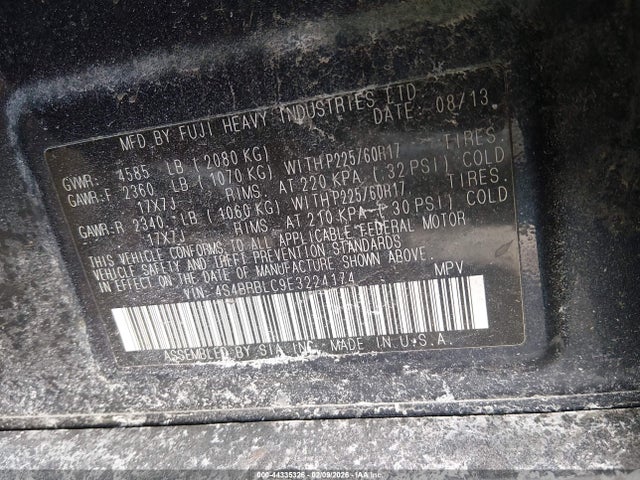 MFD BY FUJI HEAVY INDUSTRIES LTD.
DATE: 08/13
GVWR: 4585 LB (2080 KG)
GAWR:F 2360 LB (1070 KG) WITH P225/60R17 TIRES.
17X7J RIMS. AT 220 KPA (32 PSI) COLD
GAWR:R 2340 LB (1060 KG) WITH P225/60R17 TIRES.
17X7J RIMS. AT 210 KPA (30 PSI) COLD
THIS VEHICLE CONFORMS TO ALL APPLICABLE FEDERAL MOTOR
VEHICLE SAFETY AND THEFT PREVENTION STANDARDS
IN EFFECT ON THE DATE OF MANUFACTURE SHOWN ABOVE.
VIN: 4S4BRBLC9E3224174 MPV
ASSEMBLED BY SIA INC. MADE IN U.S.A.
000-44335326 - 02/09/2026 - IAAI.COM